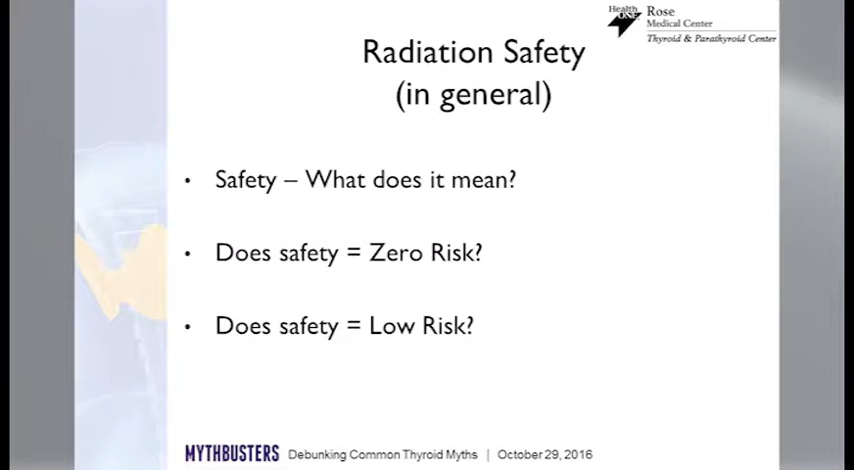 Health
ONE
Rose
Medical Center
Thyroid & Parathyroid Center
Radiation Safety
(in general)
• Safety – What does it mean?
• Does safety = Zero Risk?
• Does safety = Low Risk?
MYTHBUSTERS Debunking Common Thyroid Myths | October 29, 2016